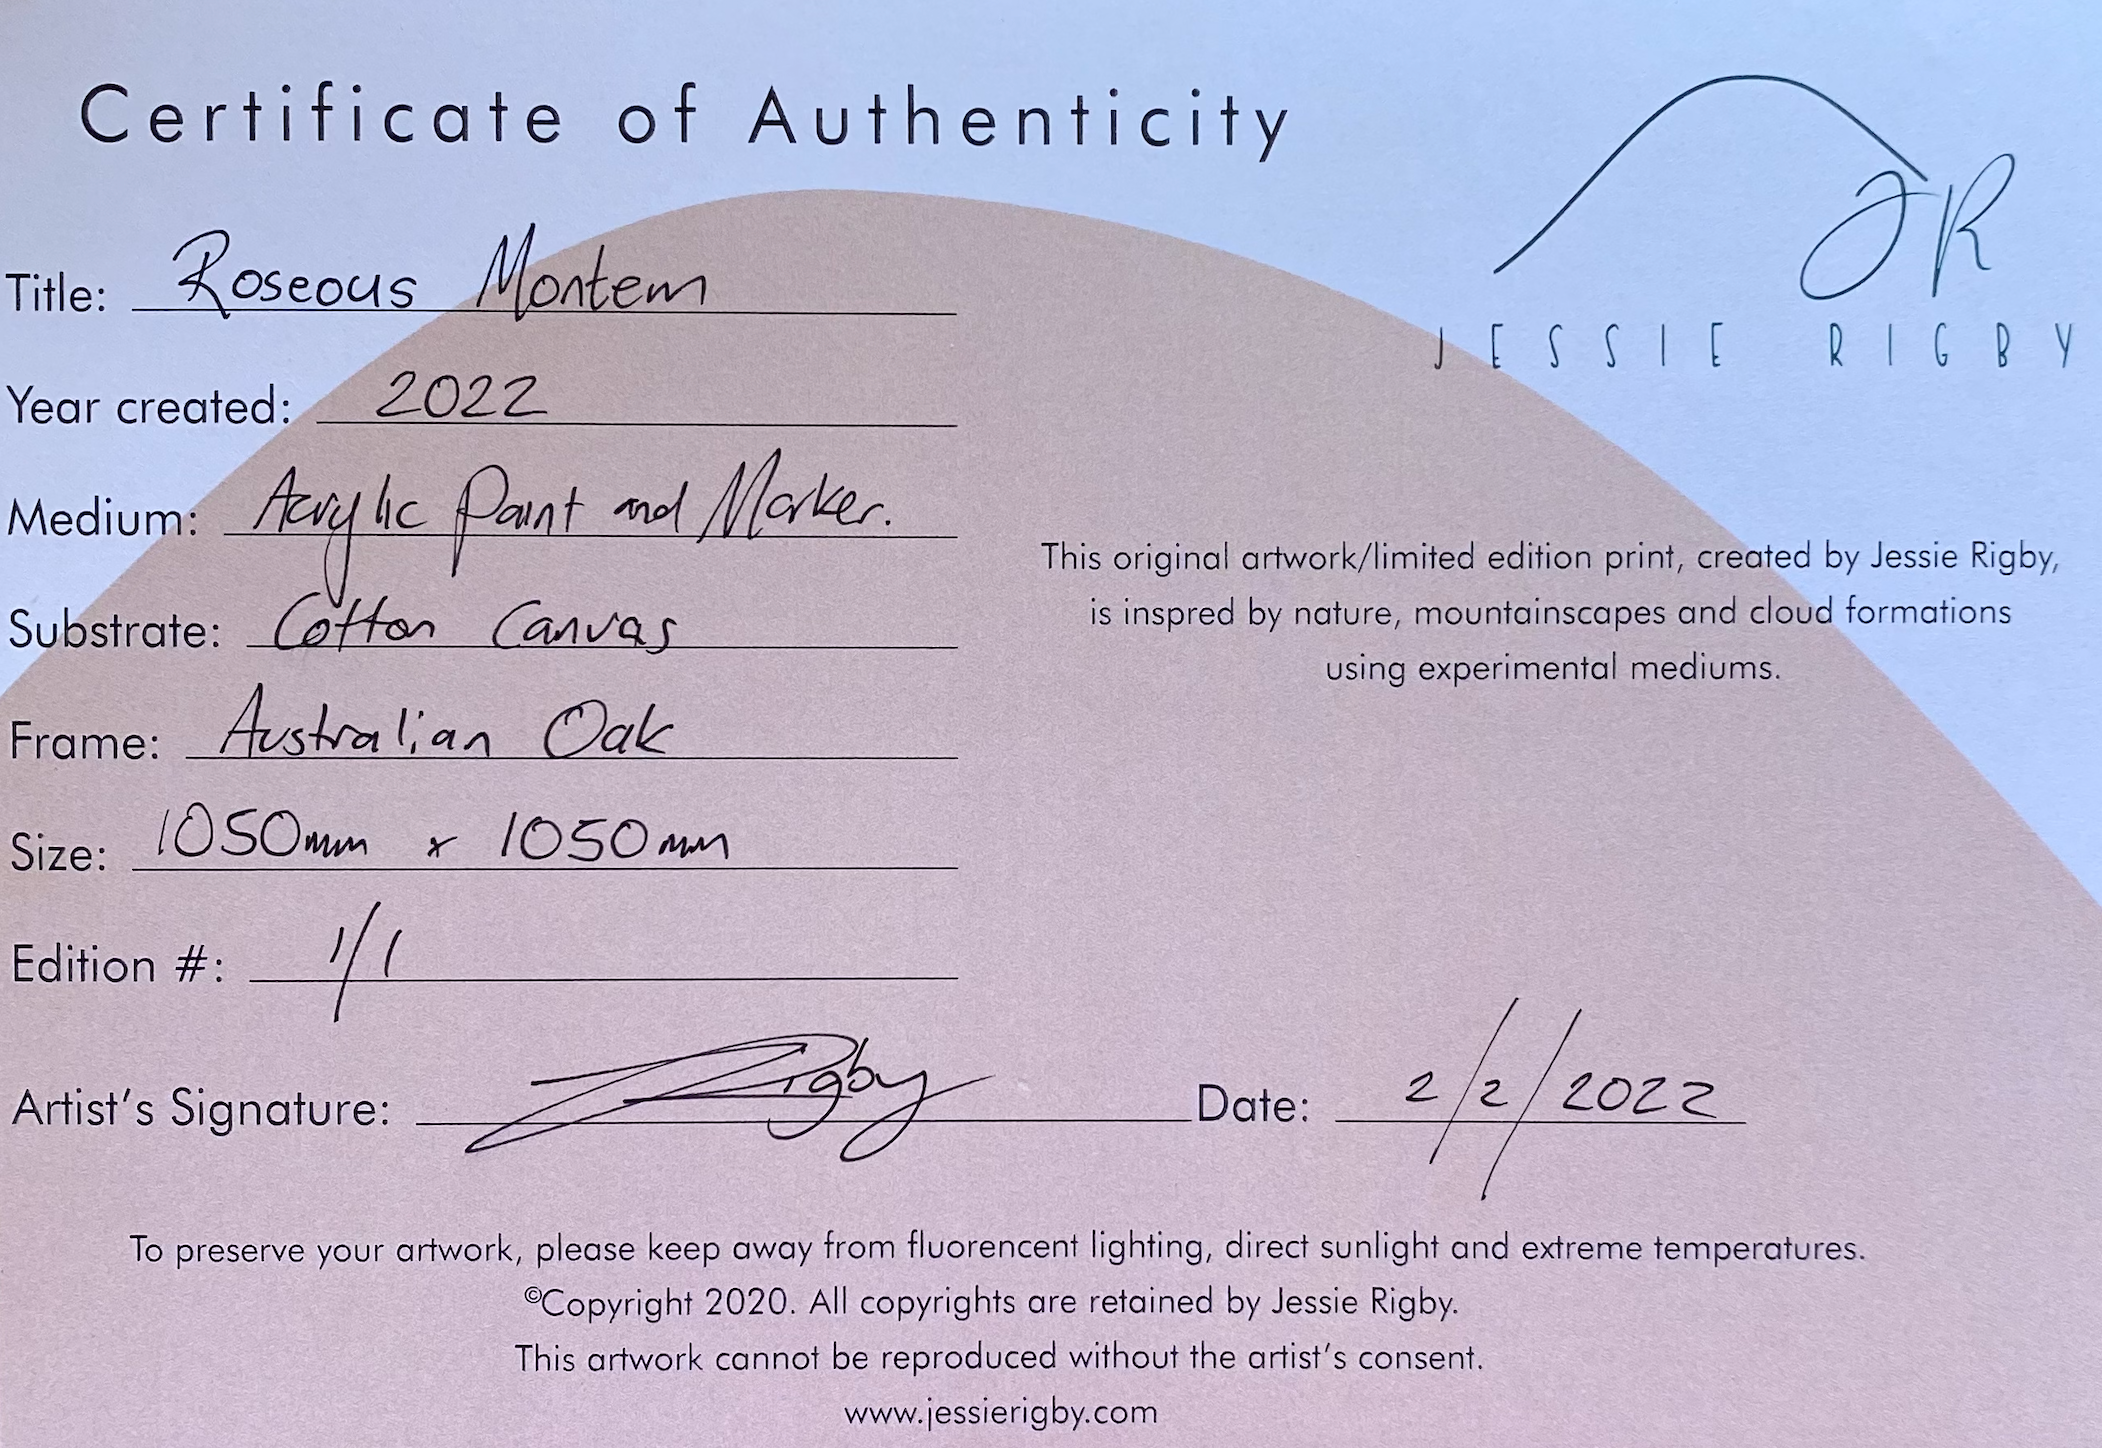 Certificate of Authenticity
JR
JESSIE RIGBY
Title: Roseous Montem
Year created: 2022
Medium: Acrylic Paint and Marker.
Substrate: Cotton Canvas
Frame: Australian Oak
Size: 1050mm x 1050mm
Edition #: 1/1
This original artwork/limited edition print, created by Jessie Rigby,
is inspred by nature, mountainscapes and cloud formations
using experimental mediums.
Artist's Signature: JRigby Date: 2/2/2022
To preserve your artwork, please keep away from fluorencent lighting, direct sunlight and extreme temperatures.
©Copyright 2020. All copyrights are retained by Jessie Rigby.
This artwork cannot be reproduced without the artist's consent.
www.jessierigby.com